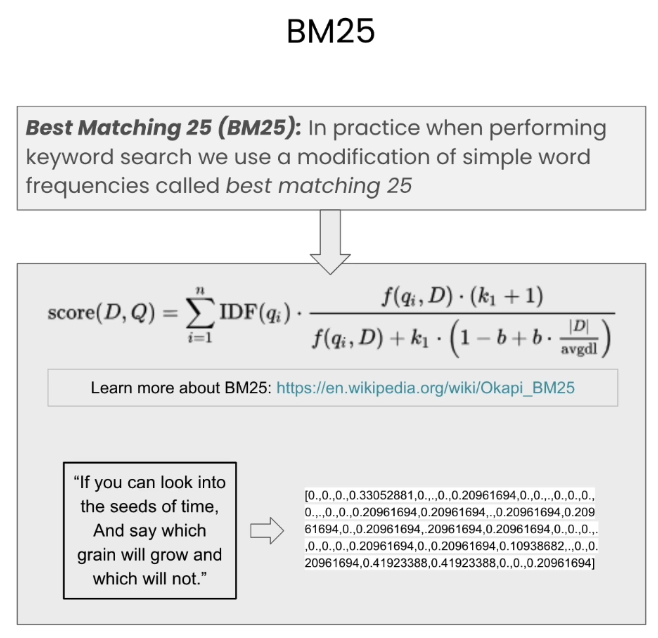 BM25
Best Matching 25 (BM25): In practice when performing
keyword search we use a modification of simple word
frequencies called best matching 25
score(D, Q) = \sum_{i=1}^{n} IDF(q_i) · \frac{f(q_i, D) · (k_1 + 1)}{f(q_i, D) + k_1 · (1 − b + b · \frac{|D|}{avgdl})}
Learn more about BM25: https://en.wikipedia.org/wiki/Okapi_BM25
“If you can look into
the seeds of time,
And say which
grain will grow and
which will not.”
[0.,0.,0.,0.33052881,0.,.,0.,0.20961694,0.,0.,.,0.,0.,0.,
0.,.,0.,0.,0.20961694,0.20961694,.,0.20961694,0.209
61694,0.,0.20961694,.20961694,0.20961694,0.,0.,0.,.
,0.,0.,0.,0.20961694,0.,0.20961694,0.10938682,.,0.,0.
20961694,0.41923388,0.41923388,0.,0.,0.20961694]